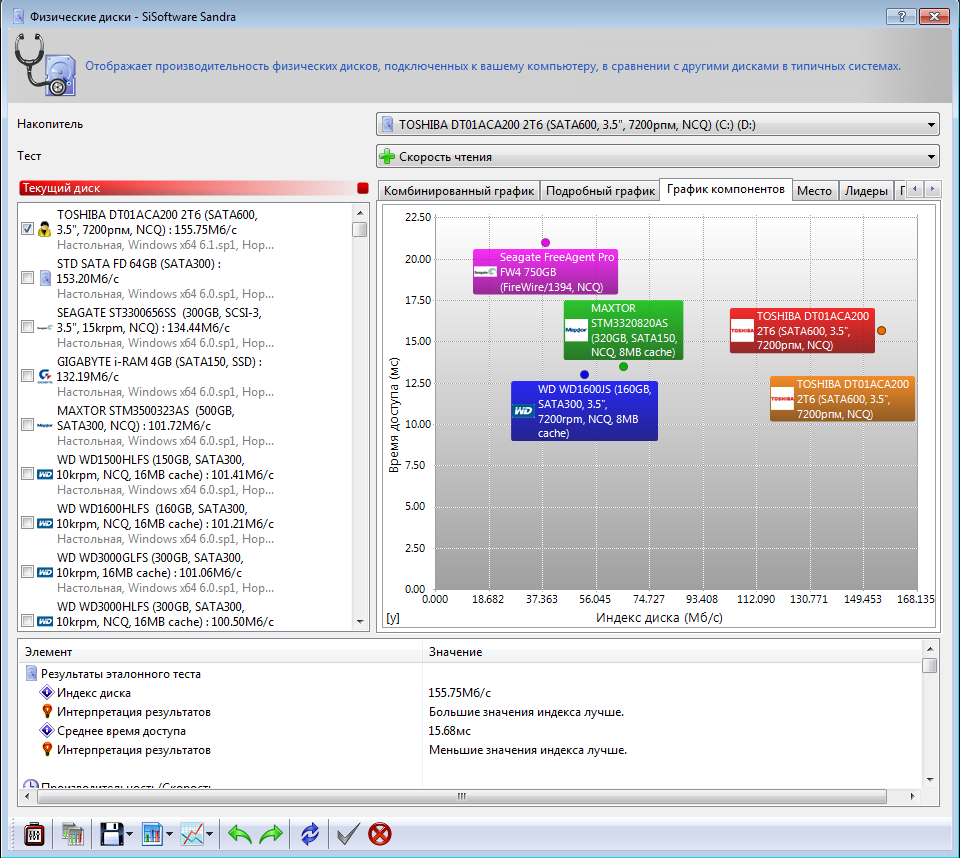 Физические диски - SiSoftware Sandra
Отображает производительность физических дисков, подключенных к вашему компьютеру, в сравнении с другими дисками в типичных системах.
Накопитель
TOSHIBA DT01ACA200 2Тб (SATA600, 3.5", 7200рпм, NCQ) (C:) (D:)
Тест
Скорость чтения
Текущий диск
TOSHIBA DT01ACA200 2Тб (SATA600,
3.5", 7200рпм, NCQ) : 155.75Мб/с
Настольная, Windows x64 6.1.sp1, Нор...
STD SATA FD 64GB (SATA300) :
153.20Мб/с
Настольная, Windows x64 6.0.sp1, Нор...
SEAGATE ST3300656SS  (300GB, SCSI-3,
3.5", 15krpm, NCQ) : 134.44Мб/с
Настольная, Windows x64 6.0.sp1, Нор...
GIGABYTE i-RAM 4GB (SATA150, SSD) :
132.19Мб/с
Настольная, Windows x64 6.0.sp1, Нор...
MAXTOR STM3500323AS  (500GB,
SATA300, NCQ) : 101.72Мб/с
Настольная, Windows x64 6.0.sp1, Нор...
WD WD1500HLFS (150GB, SATA300,
10krpm, NCQ, 16MB cache) : 101.41Мб/с
Настольная, Windows x64 6.0.sp1, Нор...
WD WD1600HLFS  (160GB, SATA300,
10krpm, NCQ, 16MB cache) : 101.21Мб/с
Настольная, Windows x64 6.0.sp1, Нор...
WD WD3000GLFS (300GB, SATA300,
10krpm, 16MB cache) : 101.06Мб/с
Настольная, Windows x64 6.0.sp1, Нор...
WD WD3000HLFS (300GB, SATA300,
10krpm, NCQ, 16MB cache) : 100.50Мб/с
Комбинированный график
Подробный график
График компонентов
Место
Лидеры
22.50
20.00
17.50
15.00
12.50
10.00
7.50
5.00
2.50
0.00
Время доступа (мс)
Seagate FreeAgent Pro
FW4 750GB
(FireWire/1394, NCQ)
MAXTOR
STM3320820AS
(320GB, SATA150,
NCQ, 8MB cache)
WD WD1600JS (160GB,
SATA300, 3.5",
7200rpm, NCQ, 8MB
cache)
TOSHIBA DT01ACA200
2Тб (SATA600, 3.5",
7200рпм, NCQ)
TOSHIBA DT01ACA200
2Тб (SATA600, 3.5",
7200рпм, NCQ)
0.000 18.682 37.363 56.045 74.727 93.408 112.090 130.771 149.453 168.135
[y]
Индекс диска (Мб/с)
Элемент
Значение
Результаты эталонного теста
Индекс диска
155.75Мб/с
Интерпретация результатов
Большие значения индекса лучше.
Среднее время доступа
15.68мс
Интерпретация результатов
Меньшие значения индекса лучше.
Производительность/Скорость